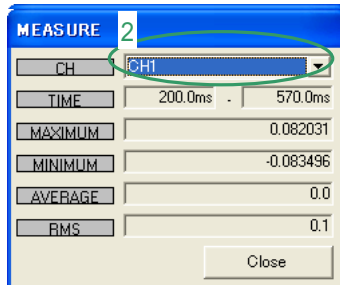 MEASURE 2
CH CH1
TIME 200.0ms - 570.0ms
MAXIMUM 0.082031
MINIMUM -0.083496
AVERAGE 0.0
RMS 0.1
Close